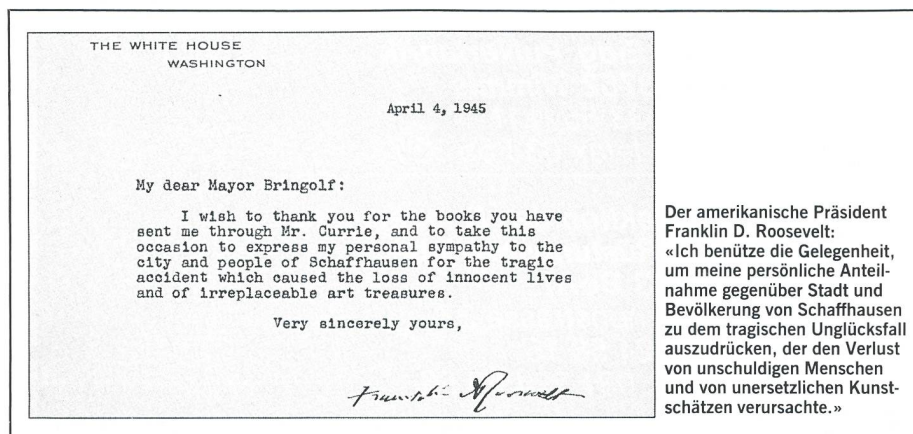 THE WHITE HOUSE
WASHINGTON
April 4, 1945
My dear Mayor Bringolf:
I wish to thank you for the books you have
sent me through Mr. Currie, and to take this
occasion to express my personal sympathy to the
city and people of Schaffhausen for the tragic
accident which caused the loss of innocent lives
and of irreplaceable art treasures.
Very sincerely yours,
Franklin D Roosevelt
Der amerikanische Präsident
Franklin D. Roosevelt:
«Ich benütze die Gelegenheit,
um meine persönliche Anteil-
nahme gegenüber Stadt und
Bevölkerung von Schaffhausen
zu dem tragischen Unglücksfall
auszudrücken, der den Verlust
von unschuldigen Menschen
und von unersetzlichen Kunst-
schätzen verursachte.»